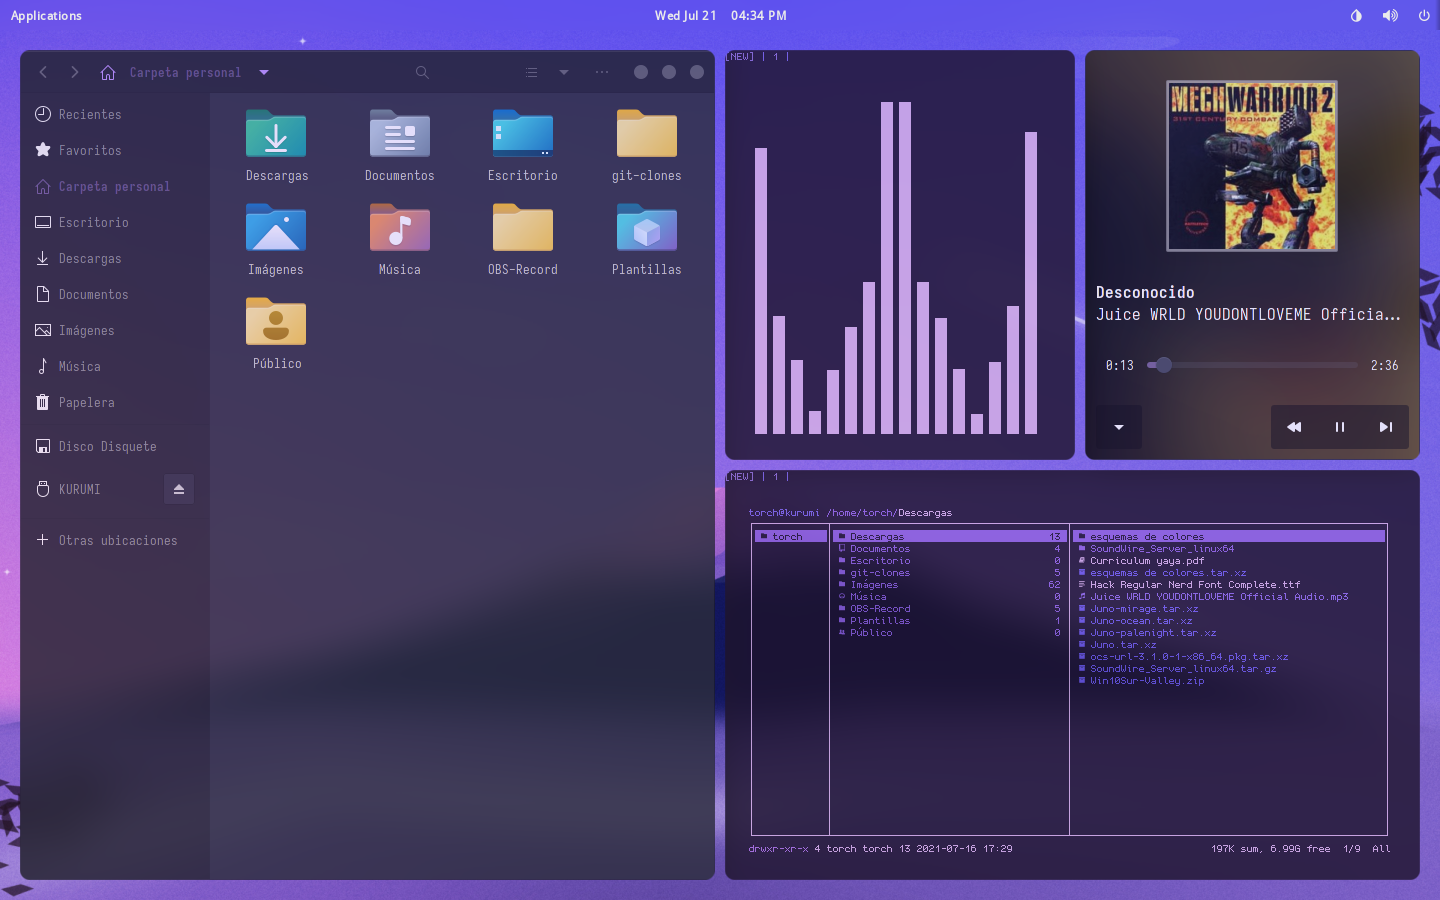 Applications
Wed Jul 21 04:34 PM
Carpeta personal
Recientes
Favoritos
Carpeta personal
Escritorio
Descargas
Documentos
Imágenes
Música
Papelera
Disco Disquete
KURUMI
Otras ubicaciones
Descargas
Documentos
Escritorio
git-clones
Imágenes
Música
OBS-Record
Plantillas
Público
[NEW] | 1 |
MECHWARRIOR 2
31ST CENTURY COMBAT
Desconocido
Juice WRLD YOUDONTLOVEME Officia...
0:13
2:36
[NEW] | 1 |
torch@kurumi /home/torch/Descargas
torch
Descargas 13
Documentos 4
Escritorio 0
git-clones 5
Imágenes 62
Música 0
OBS-Record 5
Plantillas 1
Público 0
esquemas de colores
SoundWire_Server_linux64
Curriculum yaya.pdf
esquemas de colores.tar.xz
Hack Regular Nerd Font Complete.ttf
Juice WRLD YOUDONTLOVEME Official Audio.mp3
Juno-mirage.tar.xz
Juno-ocean.tar.xz
Juno-palenight.tar.xz
Juno.tar.xz
ocs-url-3.1.0-1-x86_64.pkg.tar.xz
SoundWire_Server_linux64.tar.gz
Win10Sur-Valley.zip
drwxr-xr-x 4 torch torch 13 2021-07-16 17:29
197K sum, 6.99G free 1/9 All